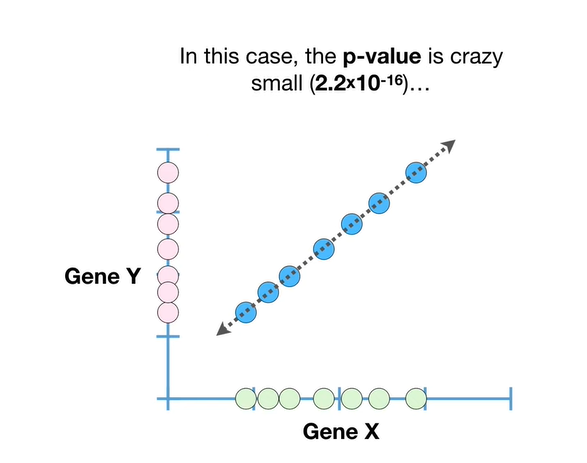 In this case, the p-value is crazy
small (2.2x10-16)…
Gene Y
Gene X